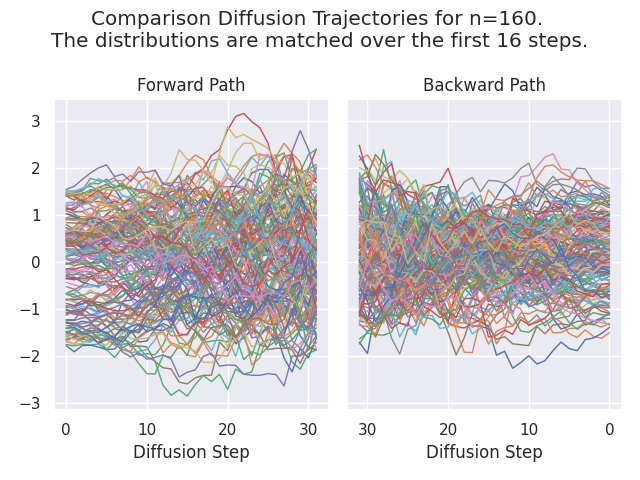 Comparison Diffusion Trajectories for n=160.
The distributions are matched over the first 16 steps.
Forward Path
Backward Path
3
2
1
0
−1
−2
−3
0 10 20 30
30 20 10 0
Diffusion Step
Diffusion Step